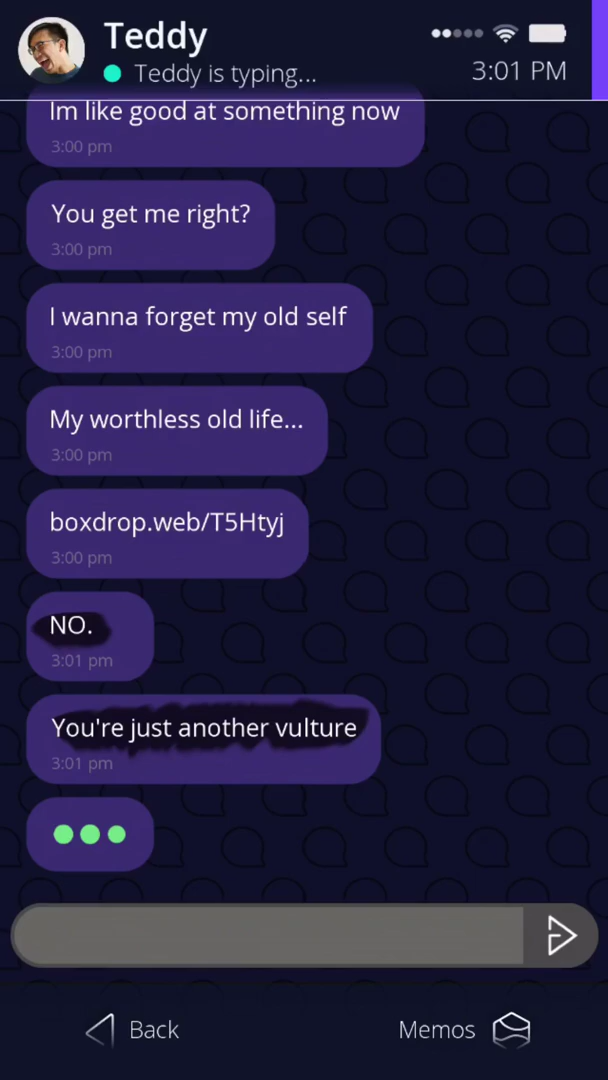 Teddy
Teddy is typing...
3:01 PM
Im like good at something now
3:00 pm
You get me right?
3:00 pm
I wanna forget my old self
3:00 pm
My worthless old life...
3:00 pm
boxdrop.web/T5Htyj
3:00 pm
NO.
3:01 pm
You're just another vulture
3:01 pm
Back
Memos